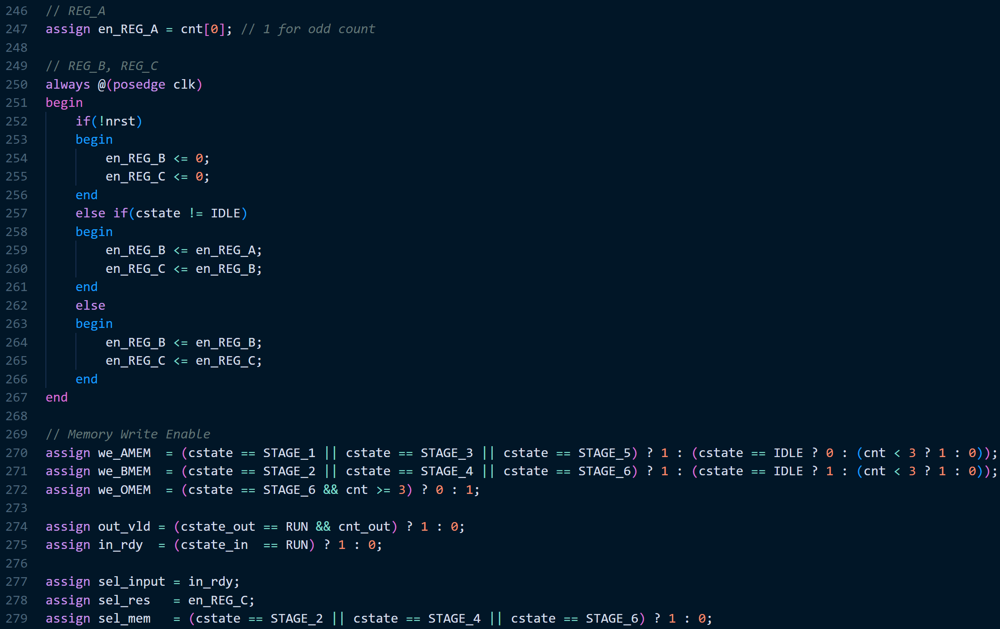 246 // REG_A
247 assign en_REG_A = cnt[0]; // 1 for odd count
248
249 // REG_B, REG_C
250 always @(posedge clk)
251 begin
252     if(!nrst)
253     begin
254         en_REG_B <= 0;
255         en_REG_C <= 0;
256     end
257     else if(cstate != IDLE)
258     begin
259         en_REG_B <= en_REG_A;
260         en_REG_C <= en_REG_B;
261     end
262     else
263     begin
264         en_REG_B <= en_REG_B;
265         en_REG_C <= en_REG_C;
266     end
267 end
268
269 // Memory Write Enable
270 assign we_AMEM  = (cstate == STAGE_1 || cstate == STAGE_3 || cstate == STAGE_5) ? 1 : (cstate == IDLE ? 0 : (cnt < 3 ? 1 : 0));
271 assign we_BMEM  = (cstate == STAGE_2 || cstate == STAGE_4 || cstate == STAGE_6) ? 1 : (cstate == IDLE ? 1 : (cnt < 3 ? 1 : 0));
272 assign we_OMEM  = (cstate == STAGE_6 && cnt >= 3) ? 0 : 1;
273
274 assign out_vld = (cstate_out == RUN && cnt_out) ? 1 : 0;
275 assign in_rdy  = (cstate_in  == RUN) ? 1 : 0;
276
277 assign sel_input = in_rdy;
278 assign sel_res   = en_REG_C;
279 assign sel_mem   = (cstate == STAGE_2 || cstate == STAGE_4 || cstate == STAGE_6) ? 1 : 0;